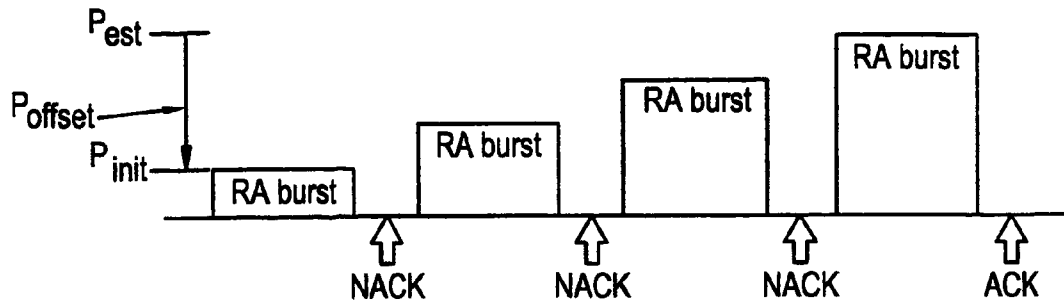 P_est
P_offset
P_init
RA burst
RA burst
RA burst
RA burst
NACK
NACK
NACK
ACK